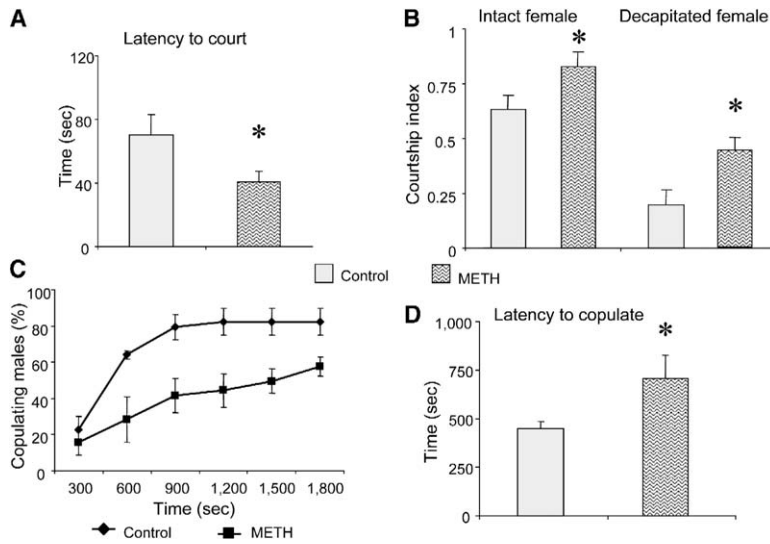 A
Latency to court
Time (sec)
120
80
40
0
*
B
Intact female
Decapitated female
Courtship index
1
0.75
0.5
0.25
0
*
*
Control
METH
C
Copulating males (%)
80
60
40
20
0
100
300
600
900
1,200
1,500
1,800
Time (sec)
Control
METH
D
Latency to copulate
Time (sec)
1,000
750
500
250
0
*